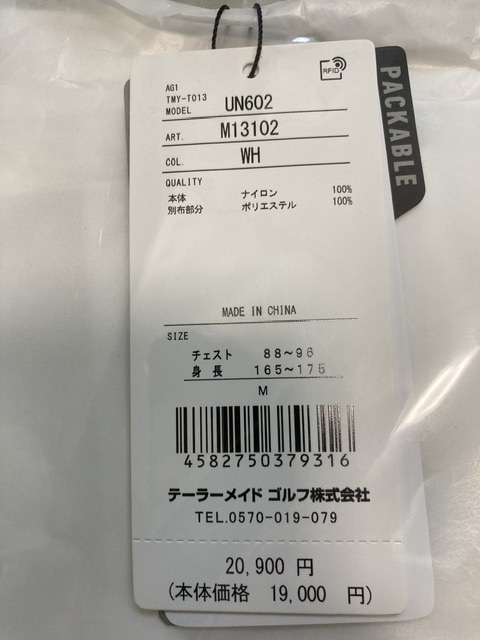 RFID
PACKABLE
AG1
TMY-T013
MODEL UN602
ART. M13102
COL. WH
QUALITY
本体 ナイロン 100%
別布部分 ポリエステル 100%
MADE IN CHINA
SIZE
チェスト 88～96
身長 165～175
M
4582750379316
テーラーメイド ゴルフ株式会社
TEL.0570-019-079
20,900 円
(本体価格 19,000 円)